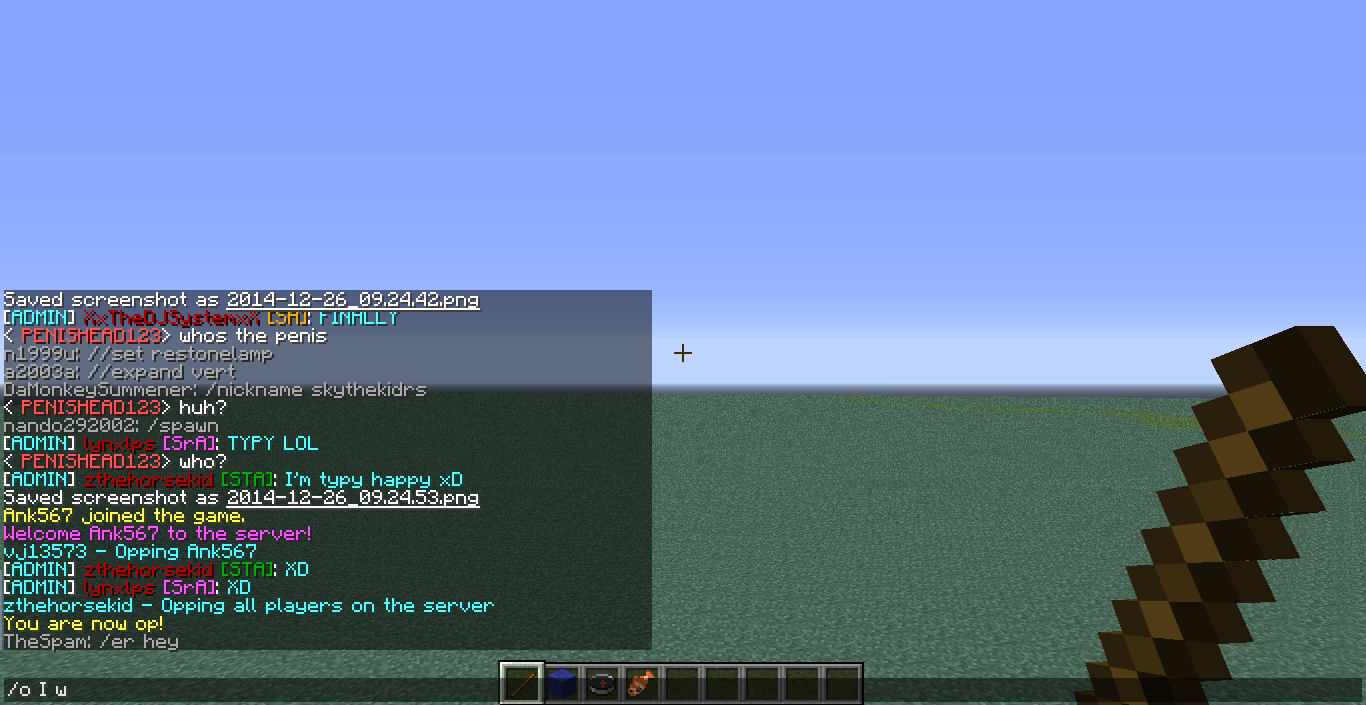 Saved screenshot as 2014-12-26_09.24.42.png
[ADMIN] XxTheDJSystemxX [SA]: FINALLY
< PENISHEAD123> whos the penis
n1999u: //set restonelamp
a2003a: //expand vert
DaMonkeySummener: /nickname skythekidrs
< PENISHEAD123> huh?
nando292002: /spawn
[ADMIN] lynxlps [SrA]: TYPY LOL
< PENISHEAD123> who?
[ADMIN] zthehorsekid [STA]: I'm typy happy xD
Saved screenshot as 2014-12-26_09.24.53.png
Ank567 joined the game.
Welcome Ank567 to the server!
vj13573 - Opping Ank567
[ADMIN] zthehorsekid [STA]: XD
[ADMIN] lynxlps [SrA]: XD
zthehorsekid - Opping all players on the server
You are now op!
TheSpam: /er hey
/o I w